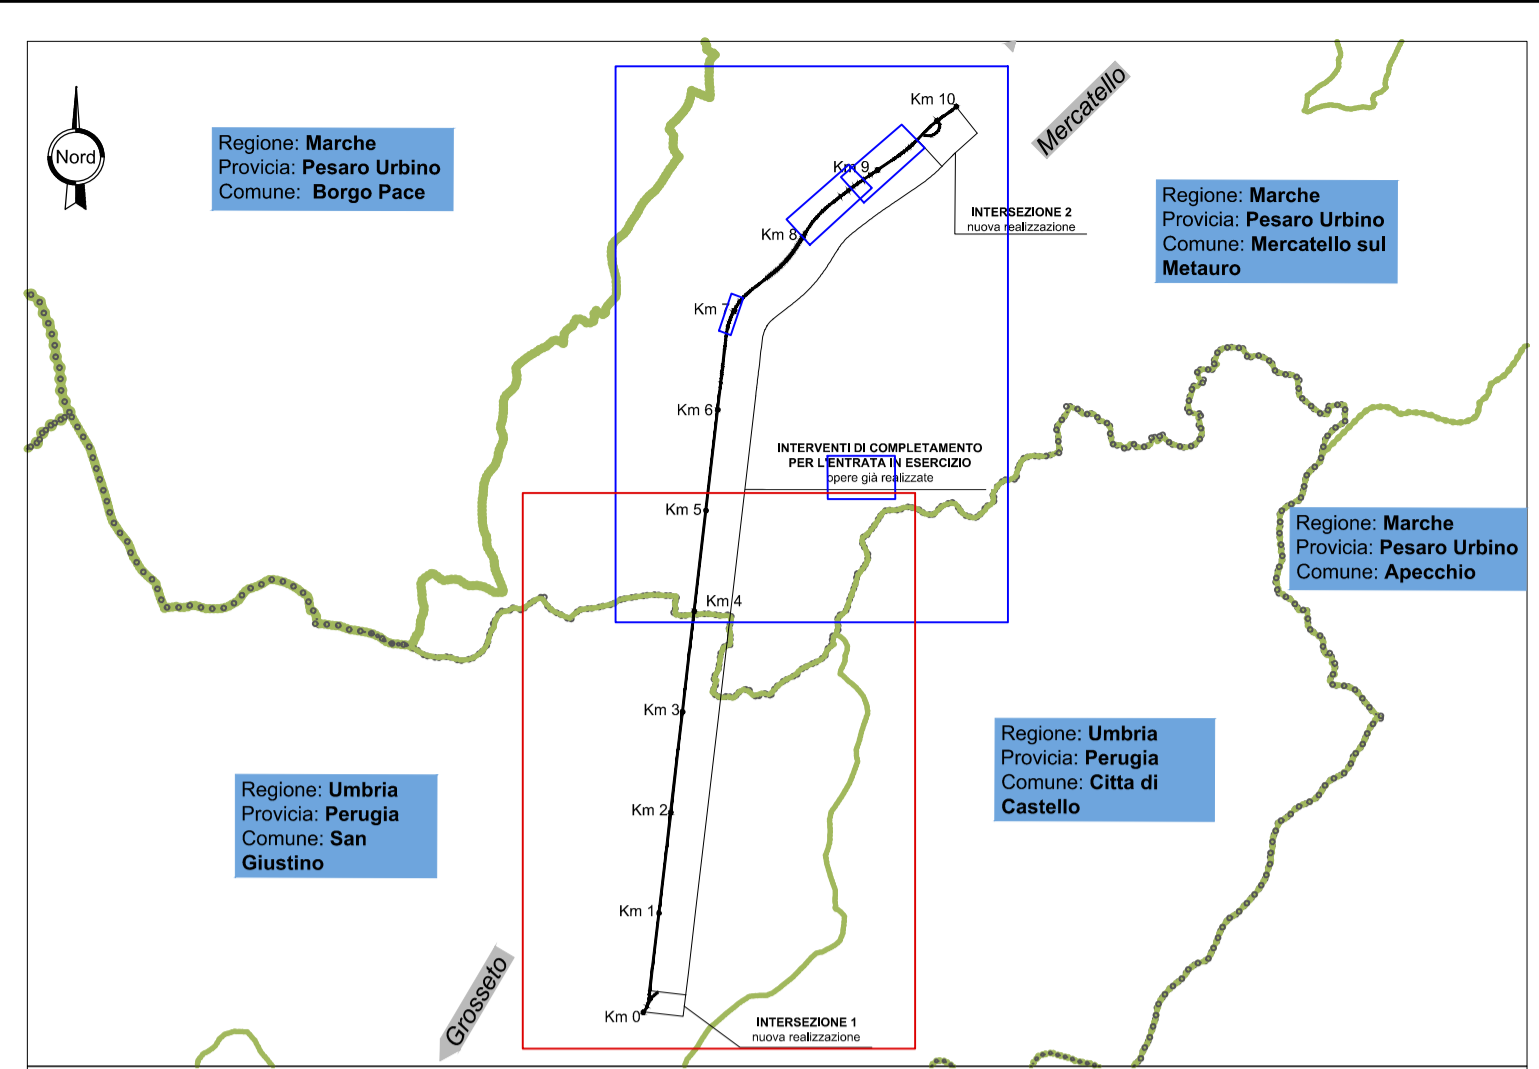 Nord
Regione: Marche
Provicia: Pesaro Urbino
Comune: Borgo Pace
Km 10
Mercatello
Km 9
INTERSEZIONE 2
nuova realizzazione
Regione: Marche
Provicia: Pesaro Urbino
Comune: Mercatello sul
Metauro
Km 8
Km 7
Km 6
INTERVENTI DI COMPLETAMENTO
PER L'ENTRATA IN ESERCIZIO
opere già realizzate
Km 5
Regione: Marche
Provicia: Pesaro Urbino
Comune: Apecchio
Km 4
Km 3
Regione: Umbria
Provicia: Perugia
Comune: Citta di
Castello
Regione: Umbria
Provicia: Perugia
Comune: San
Giustino
Km 2
Km 1
Grosseto
Km 0
INTERSEZIONE 1
nuova realizzazione